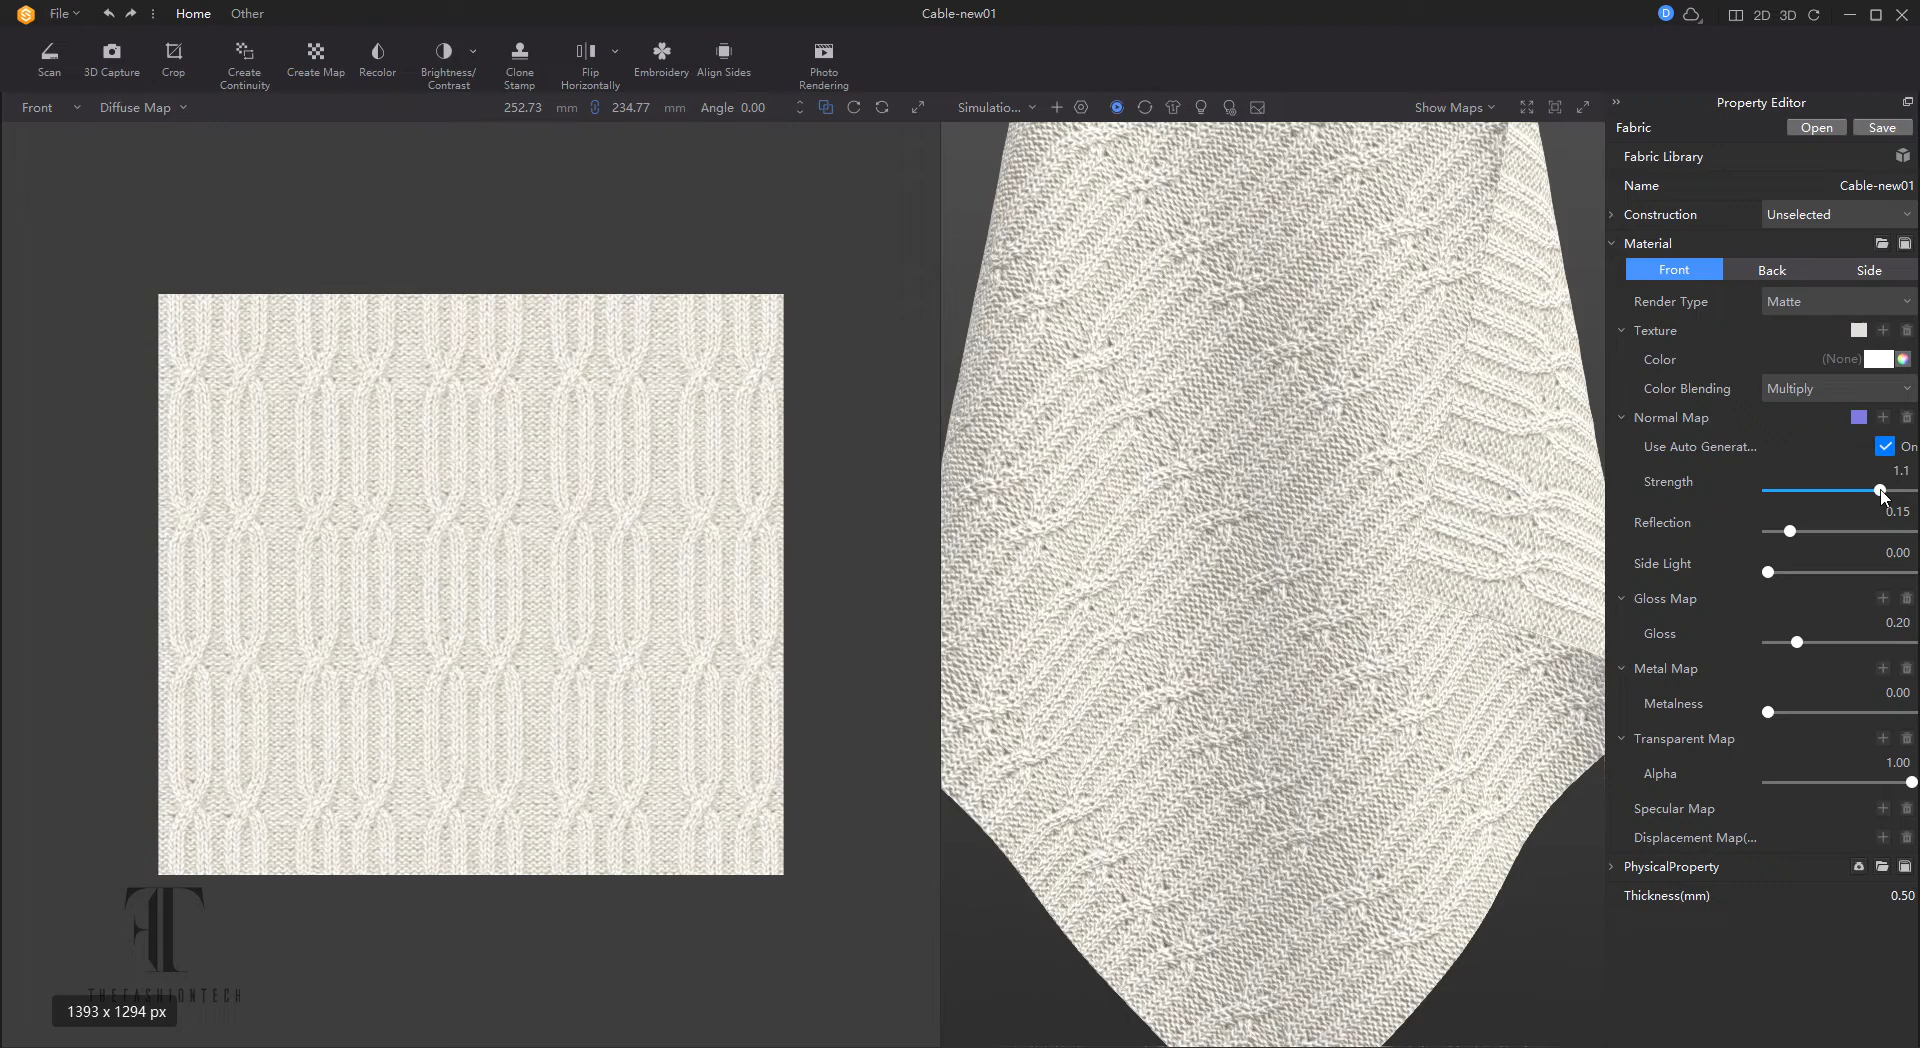 File
Home
Other
Cable-new01
D
2D
3D
Scan
3D Capture
Crop
Create
Continuity
Create Map
Recolor
Brightness/
Contrast
Clone
Stamp
Flip
Horizontally
Embroidery
Align Sides
Photo
Rendering
Front
Diffuse Map
252.73 mm
234.77 mm
Angle 0.00
Simulatio...
Show Maps
Property Editor
Fabric
Open
Save
Fabric Library
Name
Cable-new01
Construction
Unselected
Material
Front
Back
Side
Render Type
Matte
Texture
Color
(None)
Color Blending
Multiply
Normal Map
Use Auto Generat...
On
1.1
Strength
0.15
Reflection
0.00
Side Light
Gloss Map
0.20
Gloss
Metal Map
0.00
Metalness
Transparent Map
1.00
Alpha
Specular Map
Displacement Map(...
PhysicalProperty
Thickness(mm)
0.50
THEFASHIONTECH
1393 x 1294 px